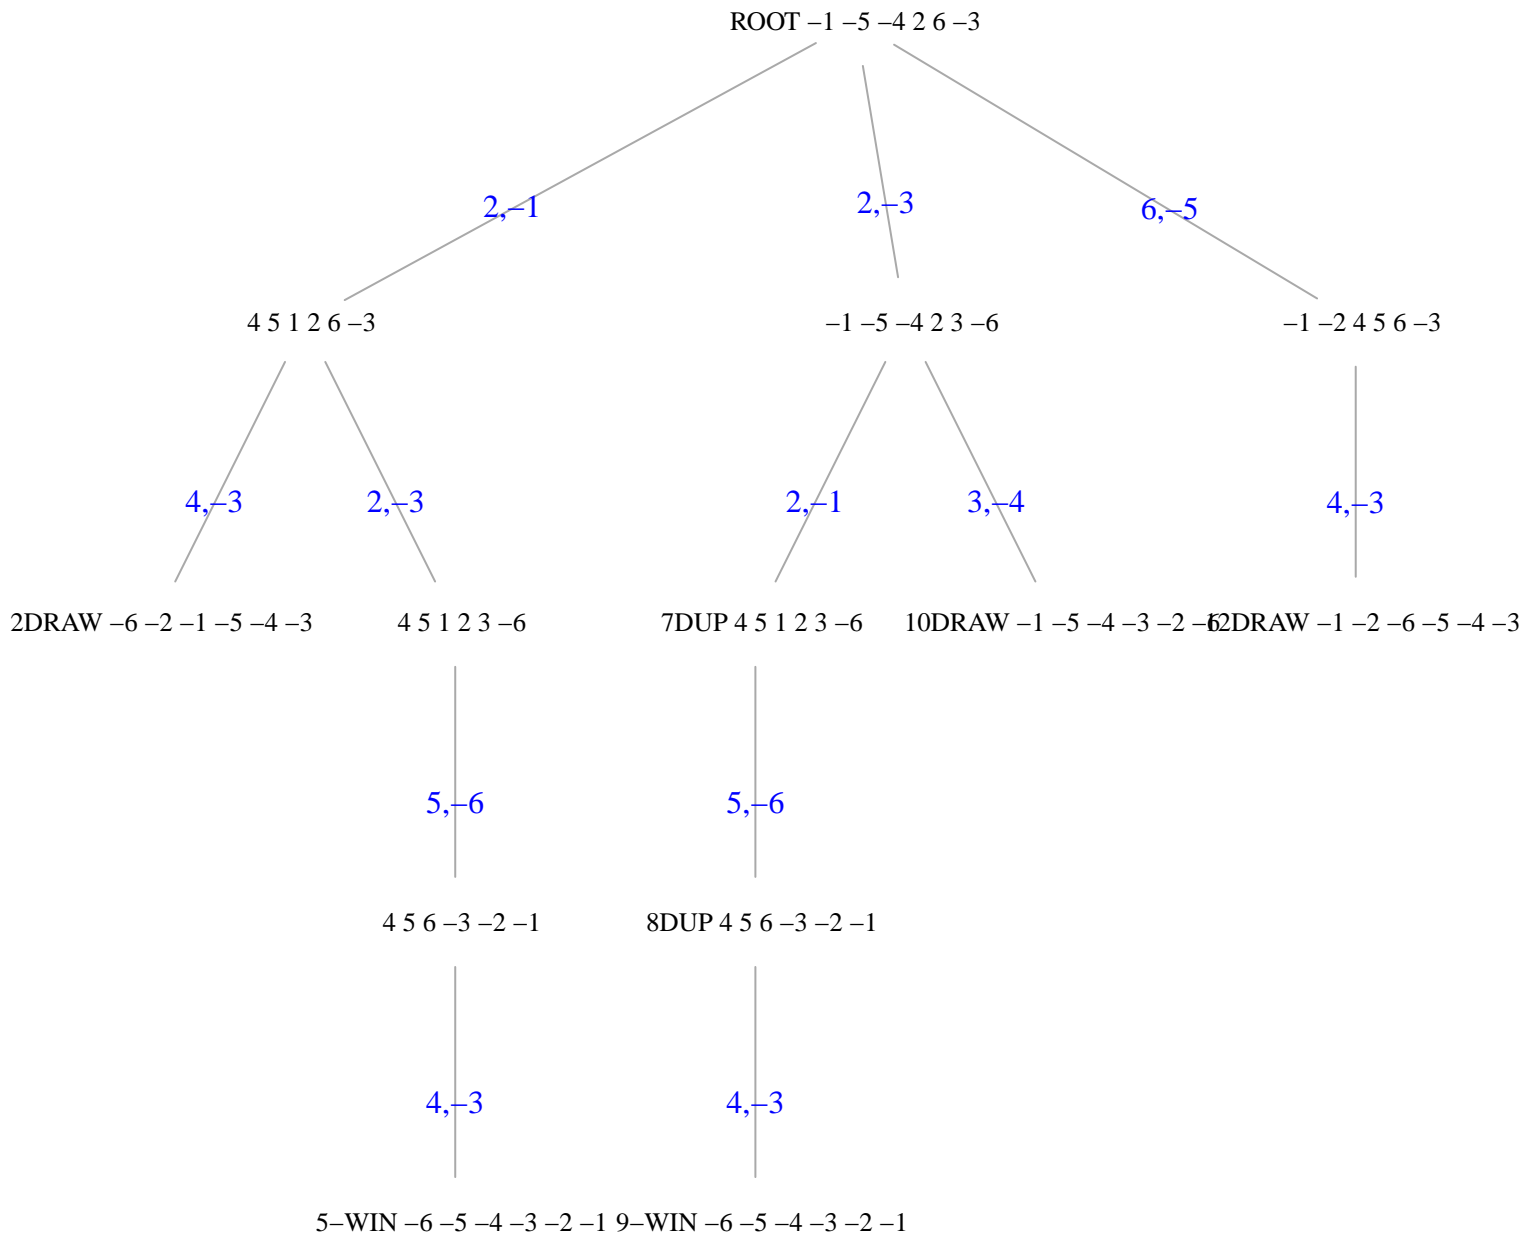 ROOT –1 –5 –4 2 6 –3
2,–1
2,–3
6,–5
4 5 1 2 6 –3
–1 –5 –4 2 3 –6
–1 –2 4 5 6 –3
4,–3
2,–3
2,–1
3,–4
4,–3
2DRAW –6 –2 –1 –5 –4 –3
4 5 1 2 3 –6
7DUP 4 5 1 2 3 –6
10DRAW –1 –5 –4 –3 –2 –6
12DRAW –1 –2 –6 –5 –4 –3
5,–6
5,–6
4 5 6 –3 –2 –1
8DUP 4 5 6 –3 –2 –1
4,–3
4,–3
5–WIN –6 –5 –4 –3 –2 –1
9–WIN –6 –5 –4 –3 –2 –1